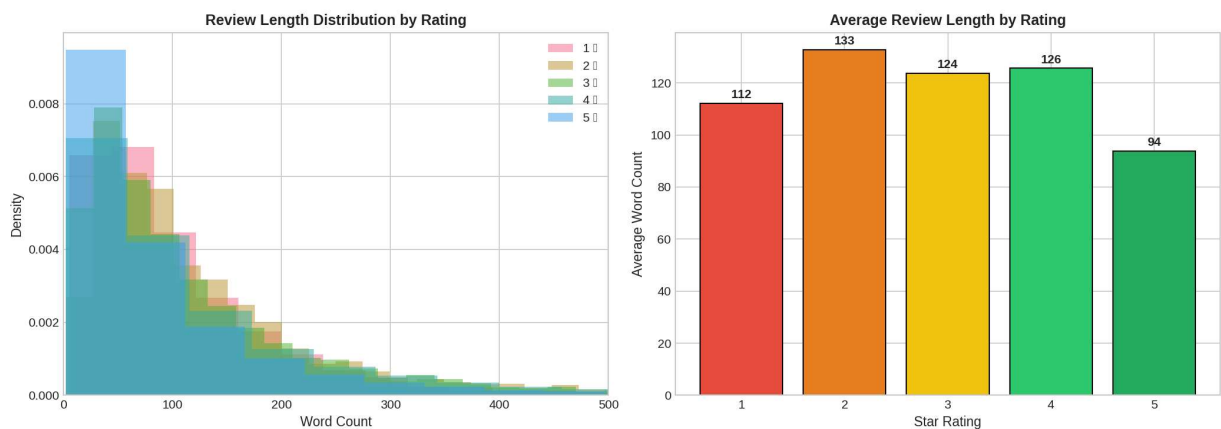 Review Length Distribution by Rating
1 ▯
2 ▯
3 ▯
4 ▯
5 ▯
0.008
0.006
0.004
0.002
0.000
Density
0 100 200 300 400 500
Word Count
Average Review Length by Rating
133
126
124
112
94
120
100
80
60
40
20
0
Average Word Count
1 2 3 4 5
Star Rating